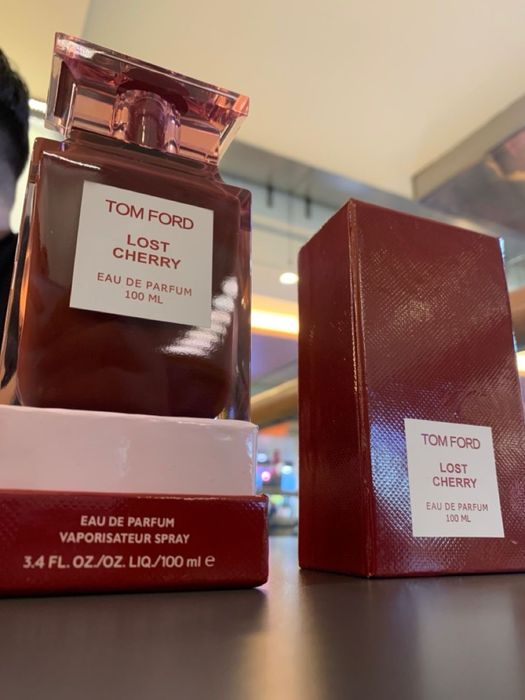 TOM FORD
LOST
CHERRY
EAU DE PARFUM
100 ML
EAU DE PARFUM
VAPORISATEUR SPRAY
3.4 FL. OZ./OZ. LIQ./100 ml e
TOM FORD
LOST
CHERRY
EAU DE PARFUM
100 ML